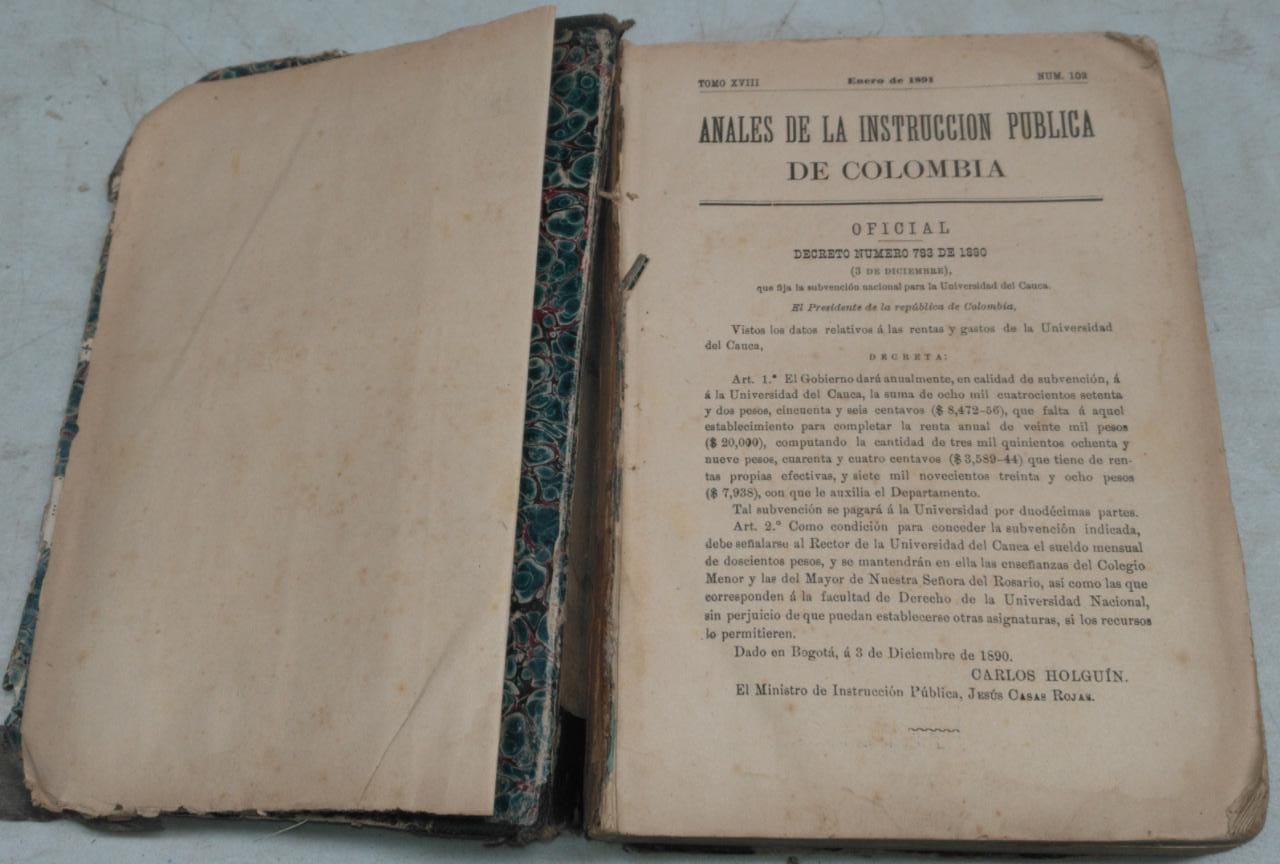 TOMO XVIII Enero de 1891 NUM. 102
ANALES DE LA INSTRUCCION PUBLICA
DE COLOMBIA
OFICIAL
DECRETO NUMERO 793 DE 1890
(3 DE DICIEMBRE),
que fija la subvención nacional para la Universidad del Cauca.
El Presidente de la república de Colombia,
Vistos los datos relativos á las rentas y gastos de la Universidad
del Cauca,
DECRETA:
Art. 1.° El Gobierno dará anualmente, en calidad de subvención, á
á la Universidad del Cauca, la suma de ocho mil cuatrocientos setenta
y dos pesos, cincuenta y seis centavos ($ 8,472-56), que falta á aquel
establecimiento para completar la renta anual de veinte mil pesos
($ 20,000), computando la cantidad de tres mil quinientos ochenta y
nueve pesos, cuarenta y cuatro centavos ($ 3,589-44) que tiene de ren-
tas propias efectivas, y siete mil novecientos treinta y ocho pesos
($ 7,938), con que le auxilia el Departamento.
Tal subvención se pagará á la Universidad por duodécimas partes.
Art. 2.° Como condición para conceder la subvención indicada,
debe señalarse al Rector de la Universidad del Cauca el sueldo mensual
de doscientos pesos, y se mantendrán en ella las enseñanzas del Colegio
Menor y las del Mayor de Nuestra Señora del Rosario, así como las que
corresponden á la facultad de Derecho de la Universidad Nacional,
sin perjuicio de que puedan establecerse otras asignaturas, si los recursos
lo permitieren.
Dado en Bogotá, á 3 de Diciembre de 1890.
CARLOS HOLGUÍN.
El Ministro de Instrucción Pública, JESÚS CASAS ROJAS.